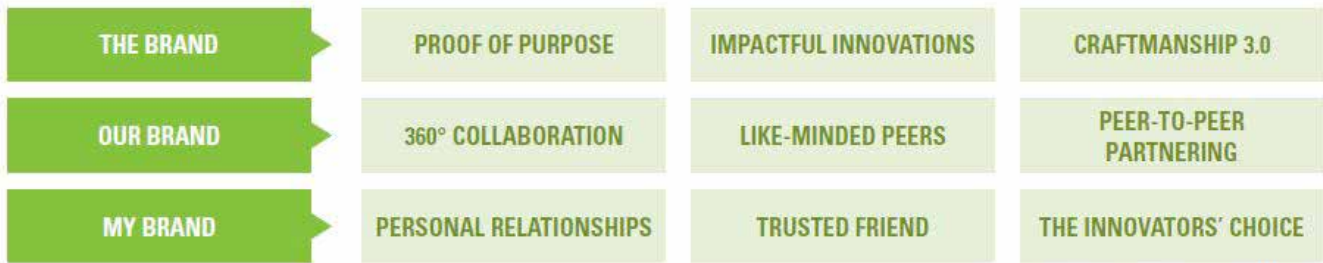 THE BRAND
PROOF OF PURPOSE
IMPACTFUL INNOVATIONS
CRAFTMANSHIP 3.0
OUR BRAND
360° COLLABORATION
LIKE-MINDED PEERS
PEER-TO-PEER
PARTNERING
MY BRAND
PERSONAL RELATIONSHIPS
TRUSTED FRIEND
THE INNOVATORS’ CHOICE